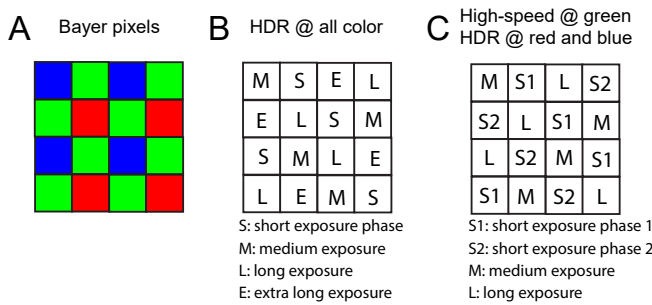 A Bayer pixels
B HDR @ all color
C High-speed @ green
HDR @ red and blue
M S E L
E L S M
S M L E
L E M S
S: short exposure phase
M: medium exposure
L: long exposure
E: extra long exposure
M S1 L S2
S2 L S1 M
L S2 M S1
S1 M S2 L
S1: short exposure phase 1
S2: short exposure phase 2
M: medium exposure
L: long exposure